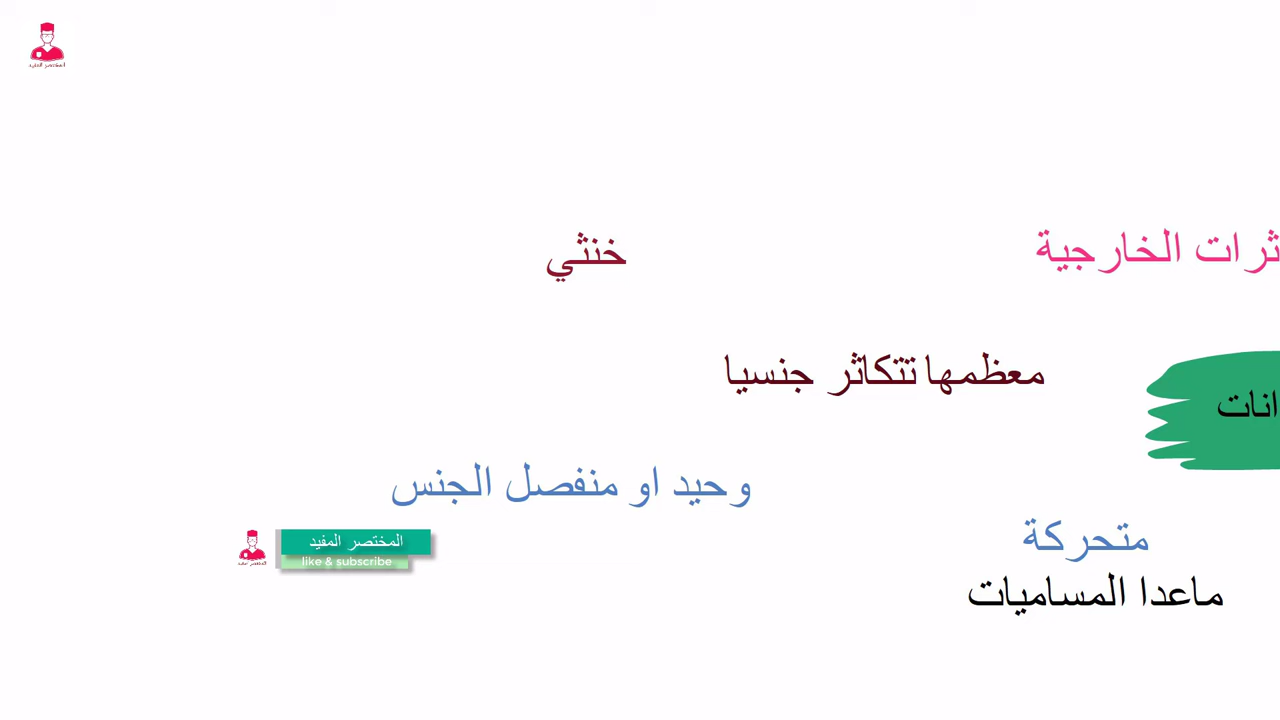 ثرات الخارجية
خنثي
معظمها تتكاثر جنسيا
انات
وحيد او منفصل الجنس
متحركة
ماعدا المساميات
المختصر المفيد
like & subscribe